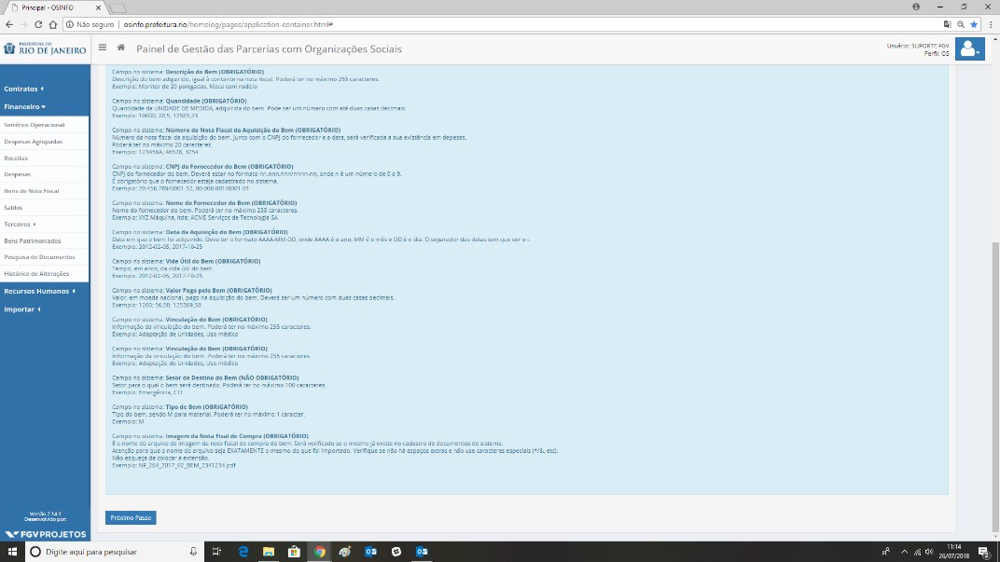 Principal - OSINFO
Não seguro | osinfo.prefeitura.rio/homolog/pages/application-container.html#
PREFEITURA DO
RIO DE JANEIRO
Painel de Gestão das Parcerias com Organizações Sociais
Usuário: SUPORTE FGV
Perfil: OS
Contratos
Financeiro
Sintético Operacional
Despesas Agrupadas
Receitas
Despesas
Itens de Nota Fiscal
Saldos
Terceiros
Bens Patrimoniados
Pesquisa de Documentos
Histórico de Alterações
Recursos Humanos
Importar
Versão 7.14.1
Desenvolvido por:
FGV PROJETOS
Campo no sistema: Descrição do Bem (OBRIGATÓRIO)
Descrição do bem adquirido, igual à contante na nota fiscal. Poderá ter no máximo 255 caracteres.
Exemplo: Monitor de 20 polegadas, Maca com rodízio
Campo no sistema: Quantidade (OBRIGATÓRIO)
Quantidade da UNIDADE DE MEDIDA, adquirida do bem. Pode ser um número com até duas casas decimais.
Exemplo: 10000; 20,5; 12585,23
Campo no sistema: Número da Nota Fiscal da Aquisição do Bem (OBRIGATÓRIO)
Número da nota fiscal da aquisição do bem. Junto com o CNPJ do fornecedor e a data, será verificada a sua existência em depesas.
Poderá ter no máximo 20 caracteres.
Exemplo: 123456A, 46578, 3254
Campo no sistema: CNPJ do Fornecedor do Bem (OBRIGATÓRIO)
CNPJ do fornecedor do bem. Deverá estar no formato nn.nnn.nnn/nnnn-nn, onde n é um número de 0 a 9.
É obrigatório que o fornecedor esteja cadastrado no sistema.
Exemplo: 20.456.789/0001-52, 00.000.001/0001-01
Campo no sistema: Nome do Fornecedor do Bem (OBRIGATÓRIO)
Nome do fornecedor do bem. Poderá ter no máximo 255 caracteres.
Exemplo: XYZ Máquina, ltda; ACME Serviços de Tecnologia SA
Campo no sistema: Data da Aquisição do Bem (OBRIGATÓRIO)
Data em que o bem foi adquirido. Deve ter o formato AAAA-MM-DD, onde AAAA é o ano, MM é o mês e DD é o dia. O separador das datas tem que ser o -.
Exemplo: 2012-02-05, 2017-10-25
Campo no sistema: Vide Útil do Bem (OBRIGATÓRIO)
Tempo, em anos, da vida útil do bem.
Exemplo: 2012-02-05, 2017-10-25
Campo no sistema: Valor Pago pelo Bem (OBRIGATÓRIO)
Valor, em moeda nacional, pago na aquisição do bem. Deverá ser um número com duas casas decimais.
Exemplo: 1200; 56,58; 125369,58
Campo no sistema: Vinculação do Bem (OBRIGATÓRIO)
Informação da vinculação do bem. Poderá ter no máximo 255 caracteres.
Exemplo: Adaptação de Unidades, Uso médico
Campo no sistema: Vinculação do Bem (OBRIGATÓRIO)
Informação da vinculação do bem. Poderá ter no máximo 255 caracteres.
Exemplo: Adaptação de Unidades, Uso médico
Campo no sistema: Setor de Destino do Bem (NÃO OBRIGATÓRIO)
Setor para o qual o bem será destinado. Poderá ter no máximo 100 caracteres.
Exemplo: Emergência, CTI
Campo no sistema: Tipo de Bem (OBRIGATÓRIO)
Tipo do bem, sendo M para material. Poderá ter no máximo 1 caracter.
Exemplo: M
Campo no sistema: Imagem da Nota Fisal de Compra (OBRIGATÓRIO)
É o nome do arquivo de imagem da nota fiscal de compra do bem. Será verificado se o mesmo já existe no cadastro de documentos do sistema.
Atenção para que o nome do arquivo seja EXATAMENTE o mesmo do que foi importado. Verifique se não há espaços extras e não use caracteres especiais (*/&, etc).
Não esqueça de colocar a extensão.
Exemplo: NF_264_2017_02_BEM_2341234.pdf
Próximo Passo
Digite aqui para pesquisar
11:14
26/07/2018